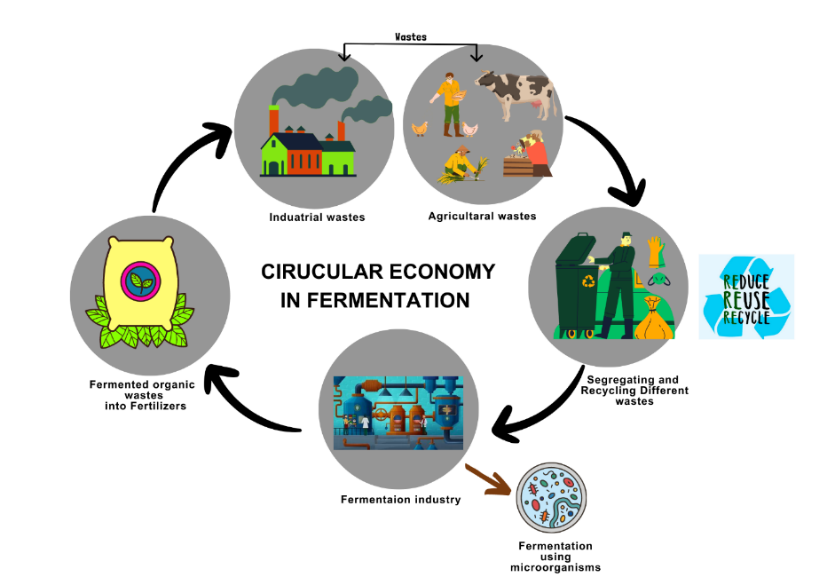 Wastes
Induatrial wastes
Agricultaral wastes
CIRUCULAR ECONOMY
IN FERMENTATION
REDUCE
REUSE
RECYCLE
Segregating and
Recycling Different
wastes
Fermented organic
wastes
into Fertilizers
Fermentaion industry
Fermentation
using
microorganisms